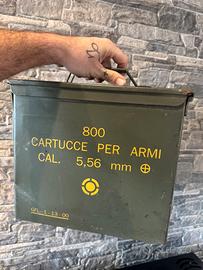 800
CARTUCCE PER ARMI
CAL. 5,56 mm